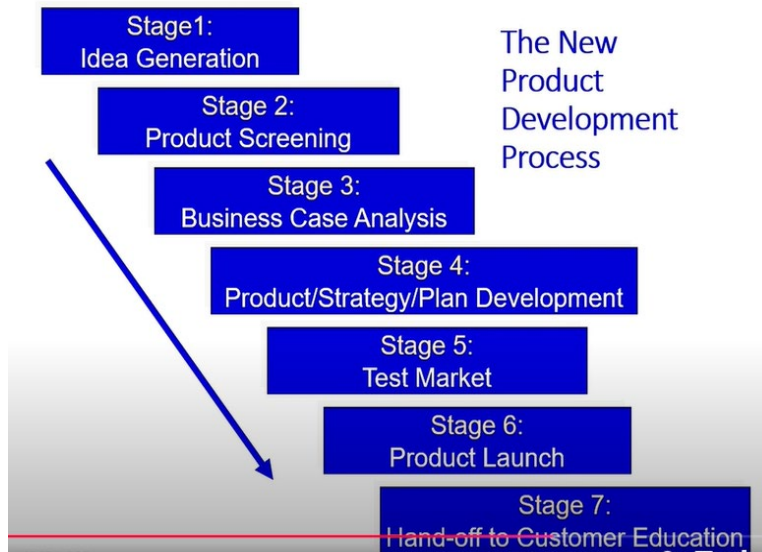 Stage1:
Idea Generation
The New
Product
Development
Process
Stage 2:
Product Screening
Stage 3:
Business Case Analysis
Stage 4:
Product/Strategy/Plan Development
Stage 5:
Test Market
Stage 6:
Product Launch
Stage 7:
Hand-off to Customer Education